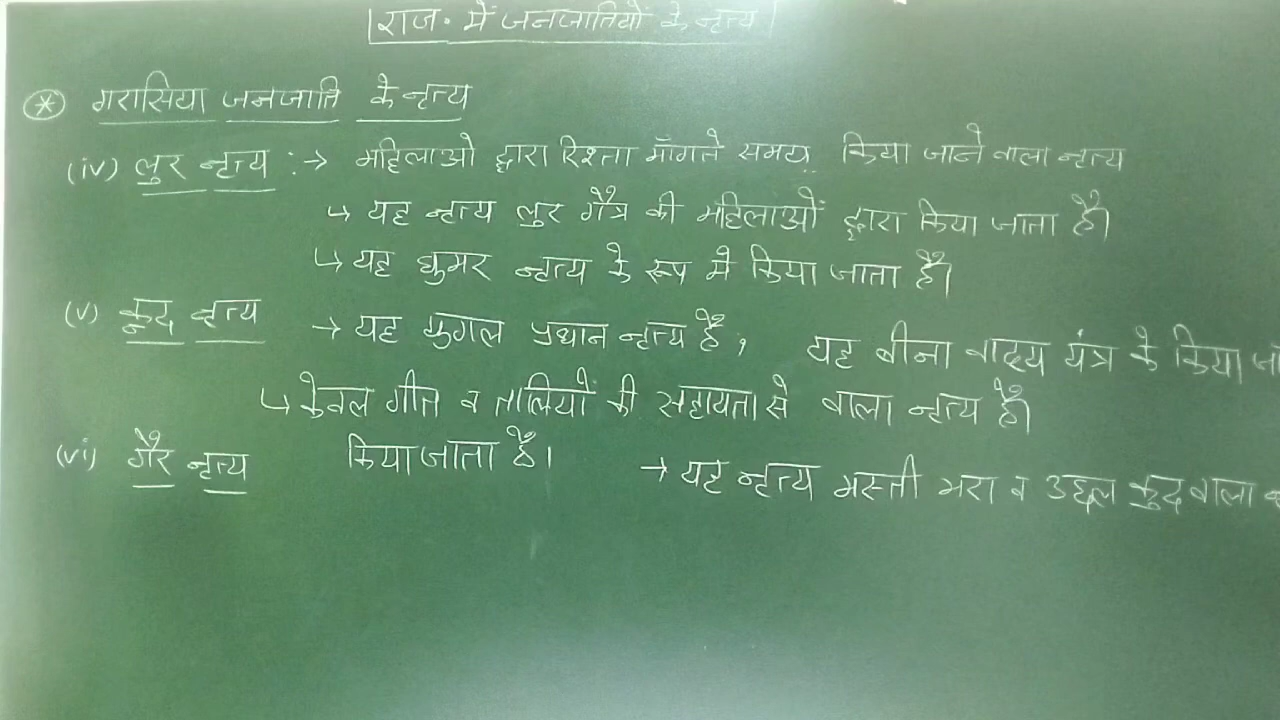 राज॰ में जनजातियों के नृत्य
* गरासिया जनजाति के नृत्य
(iv) लुर नृत्य :→ महिलाओ द्वारा रिश्ता माँगते समय किया जाने वाला नृत्य
↳ यह नृत्य लुर गौत्र की महिलाओं द्वारा किया जाता है।
↳ यह घुमर नृत्य के रूप में किया जाता है।
(v) कुद नृत्य → यह युगल प्रधान नृत्य है, यह बीना वाद्य यंत्र के किया जा
↳ केवल गीत व तालियों की सहायता से वाला नृत्य है।
किया जाता है।
(vi) गैर नृत्य → यह नृत्य मस्ती भरा व उछल कुद वाला